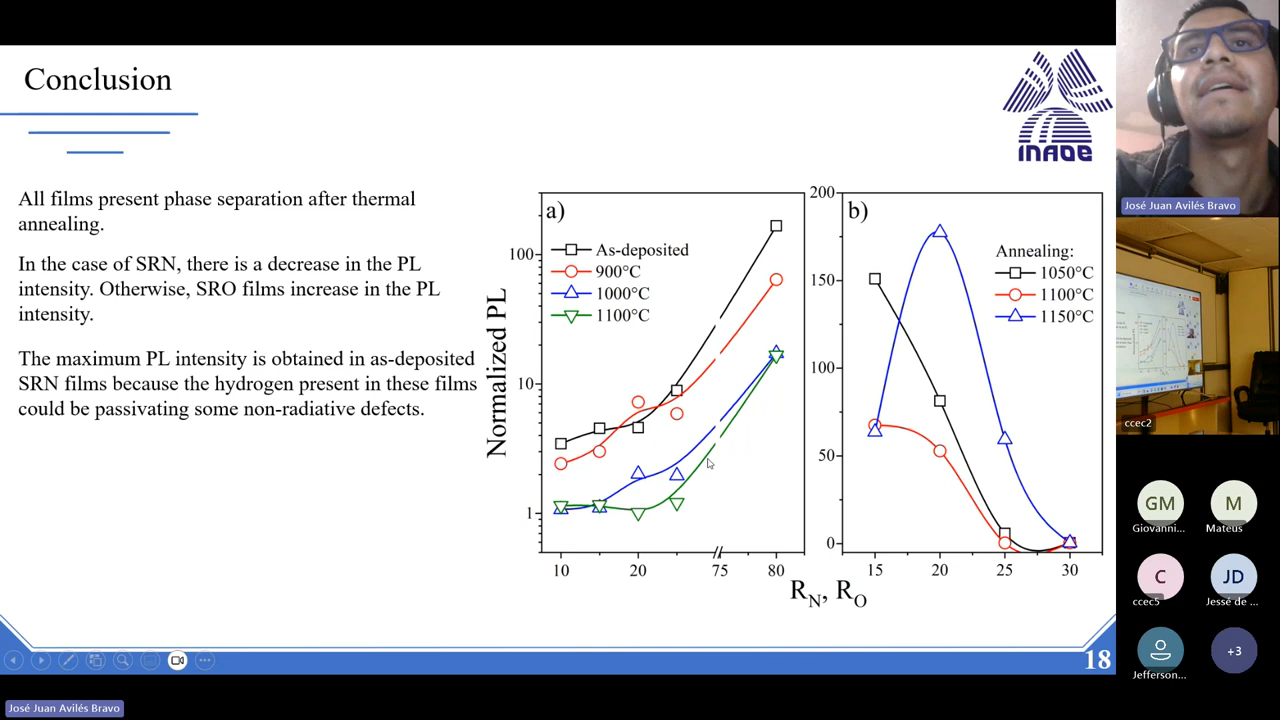 Conclusion
INAOE
All films present phase separation after thermal
annealing.
In the case of SRN, there is a decrease in the PL
intensity. Otherwise, SRO films increase in the PL
intensity.
The maximum PL intensity is obtained in as-deposited
SRN films because the hydrogen present in these films
could be passivating some non-radiative defects.
a)
As-deposited
900°C
1000°C
1100°C
Normalized PL
100
10
1
10
20
75
80
b)
Annealing:
1050°C
1100°C
1150°C
200
150
100
50
0
15
20
25
30
RN, RO
18
José Juan Avilés Bravo
ccec2
GM
Giovanni...
M
Mateus
C
ccec5
JD
Jessé de ...
Jefferson...
+3
José Juan Avilés Bravo